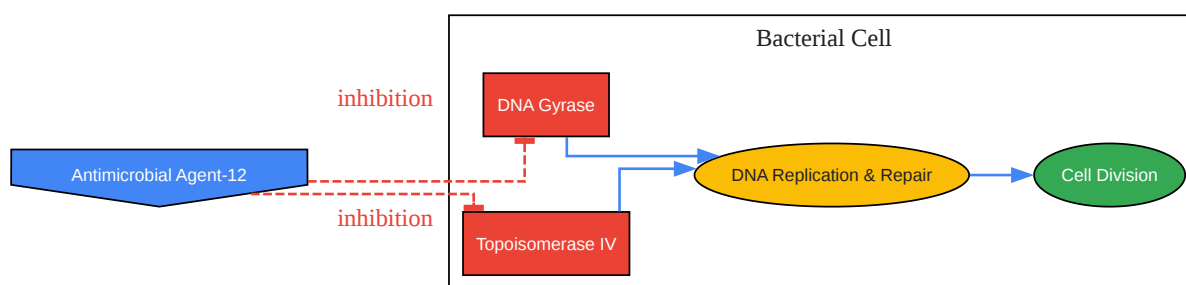 Bacterial Cell
inhibition
DNA Gyrase
Antimicrobial Agent-12
DNA Replication & Repair
Cell Division
inhibition
Topoisomerase IV